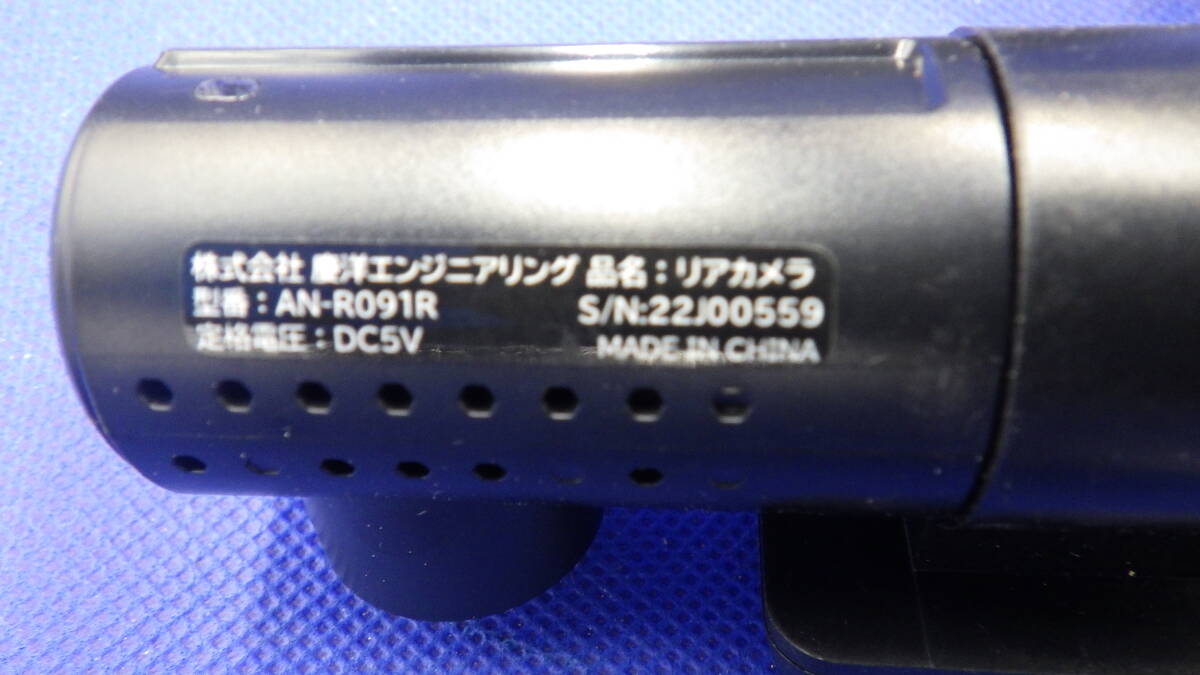 株式会社 慶洋エンジニアリング 品名：リアカメラ
型番：AN-R091R S/N:22J00559
定格電圧：DC5V MADE IN CHINA